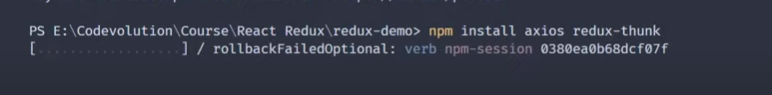 PS E:\Codevolution\Course\React Redux\redux-demo> npm install axios redux-thunk
[..................] / rollbackFailedOptional: verb npm-session 0380ea0b68dcf07f